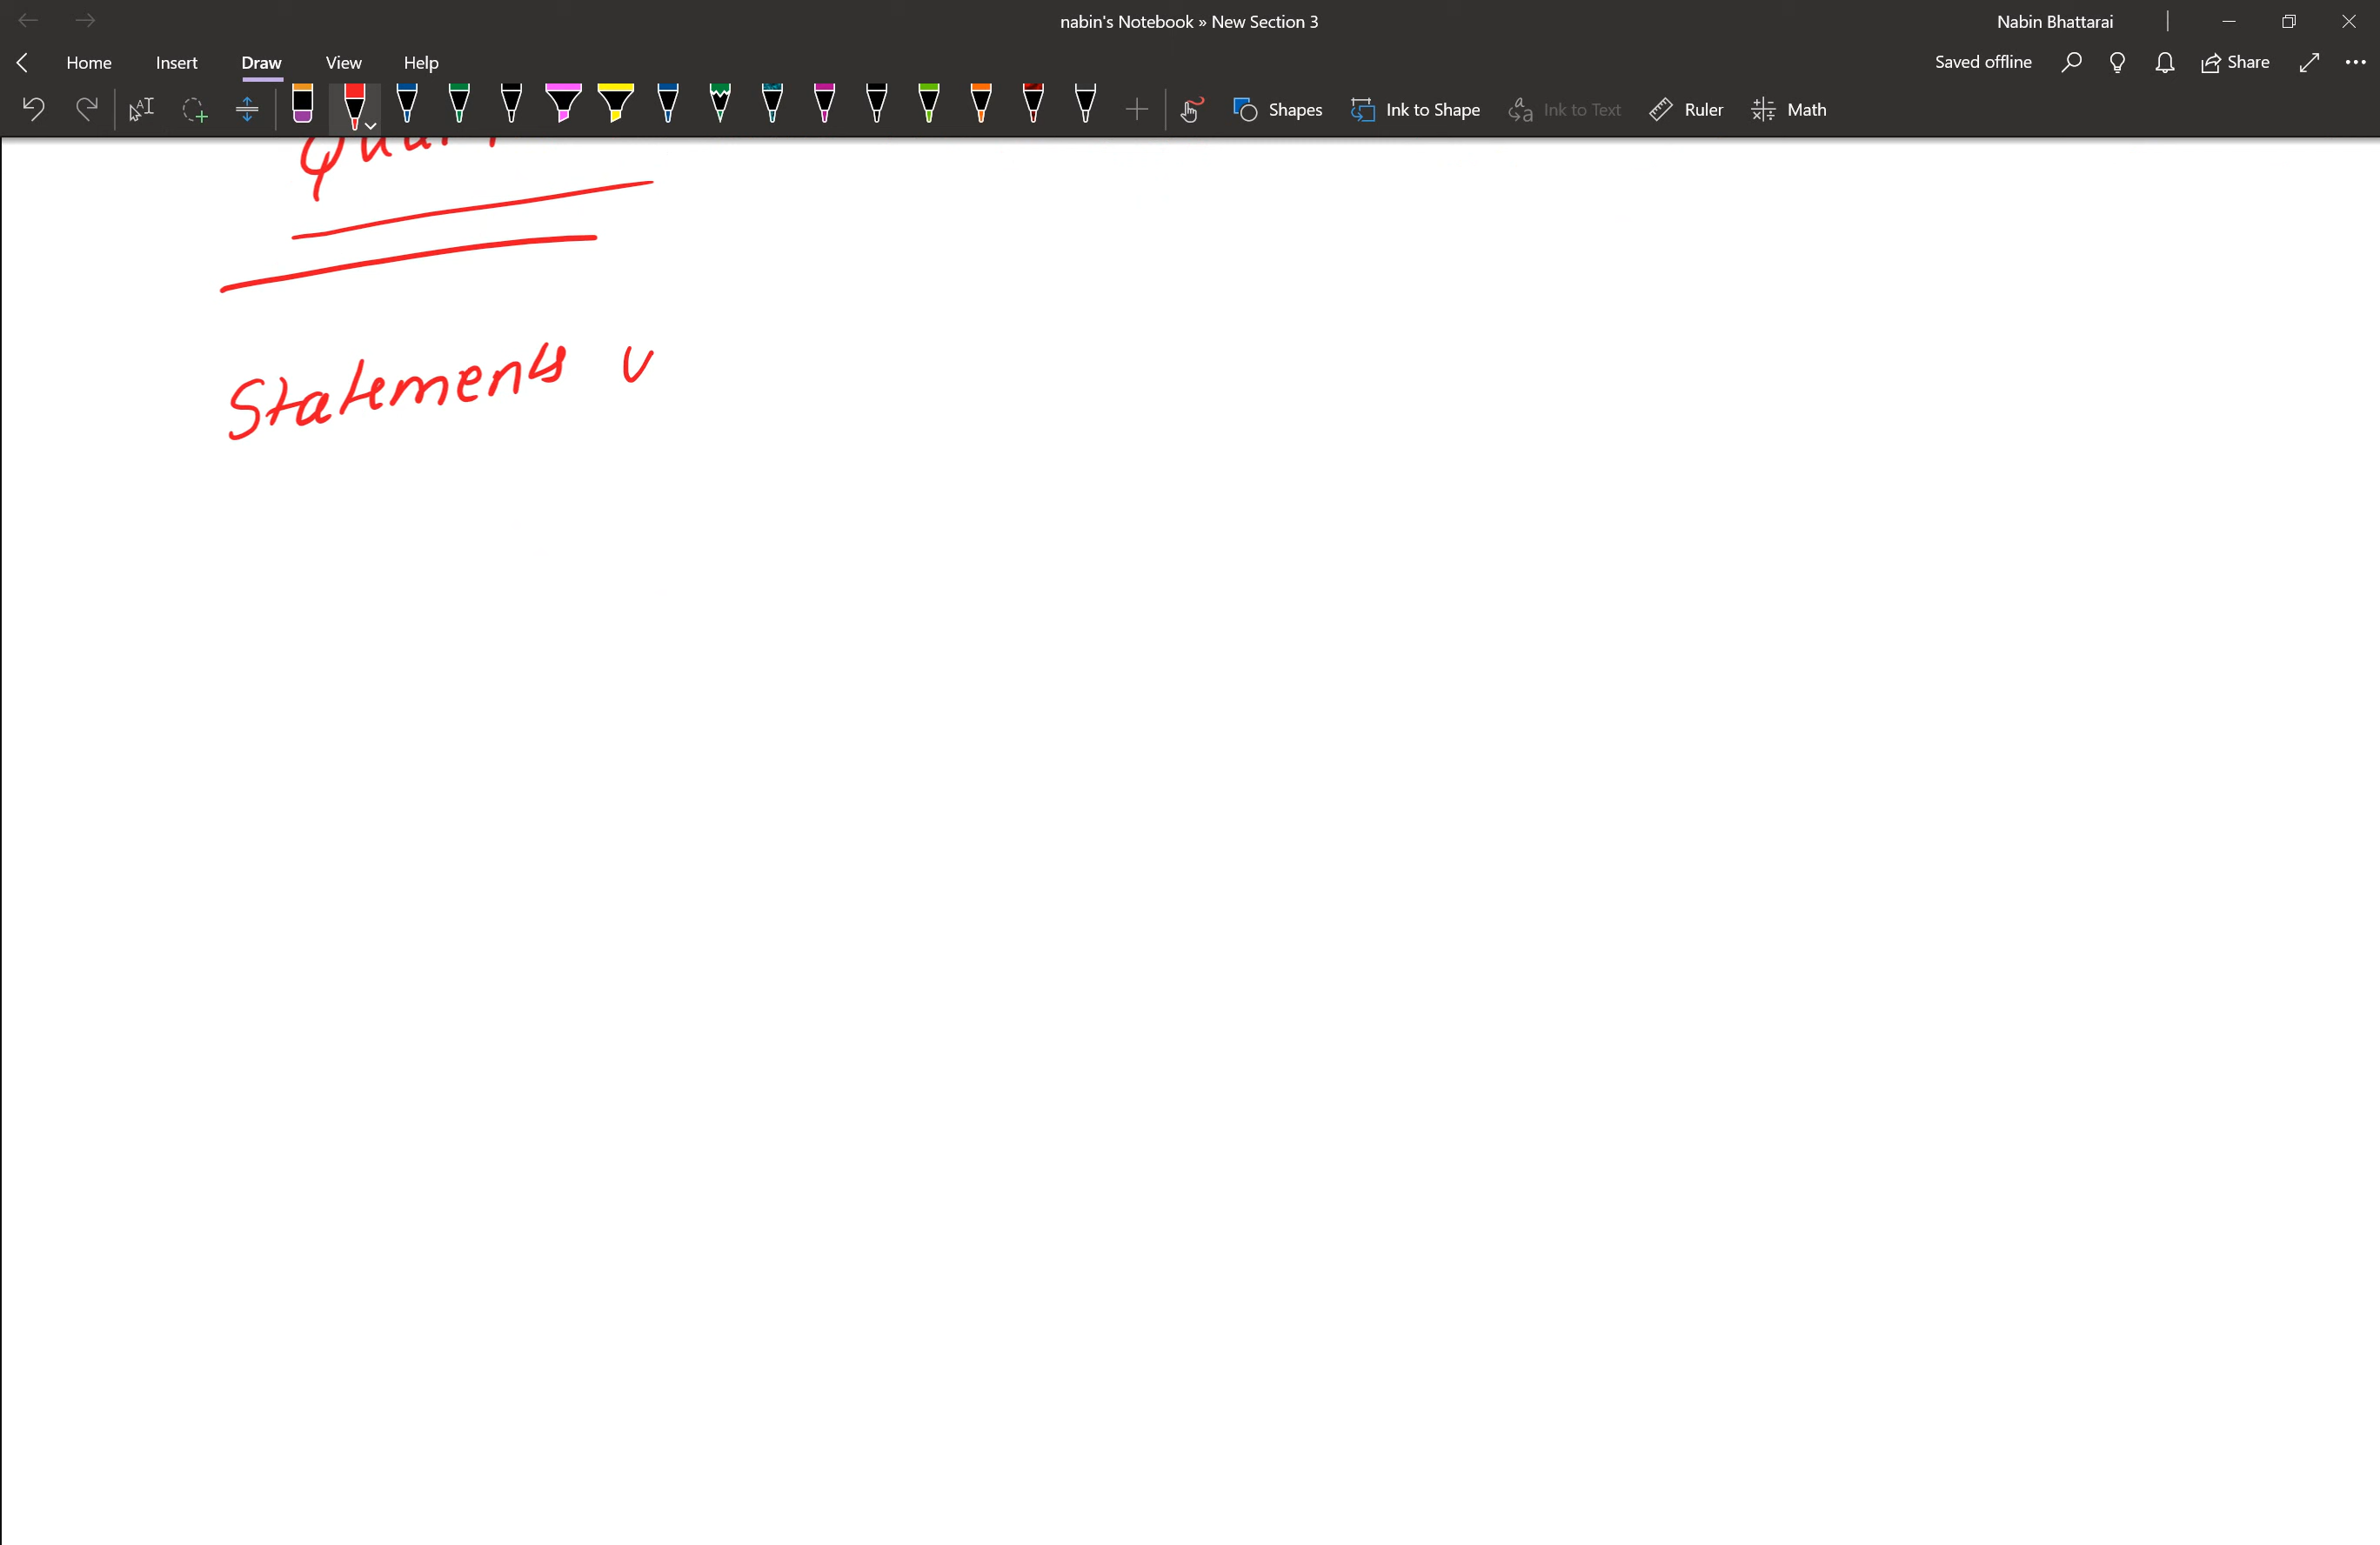 nabin's Notebook » New Section 3
Nabin Bhattarai
Home Insert Draw View Help
Saved offline
Share
Shapes Ink to Shape Ink to Text Ruler Math
Statements